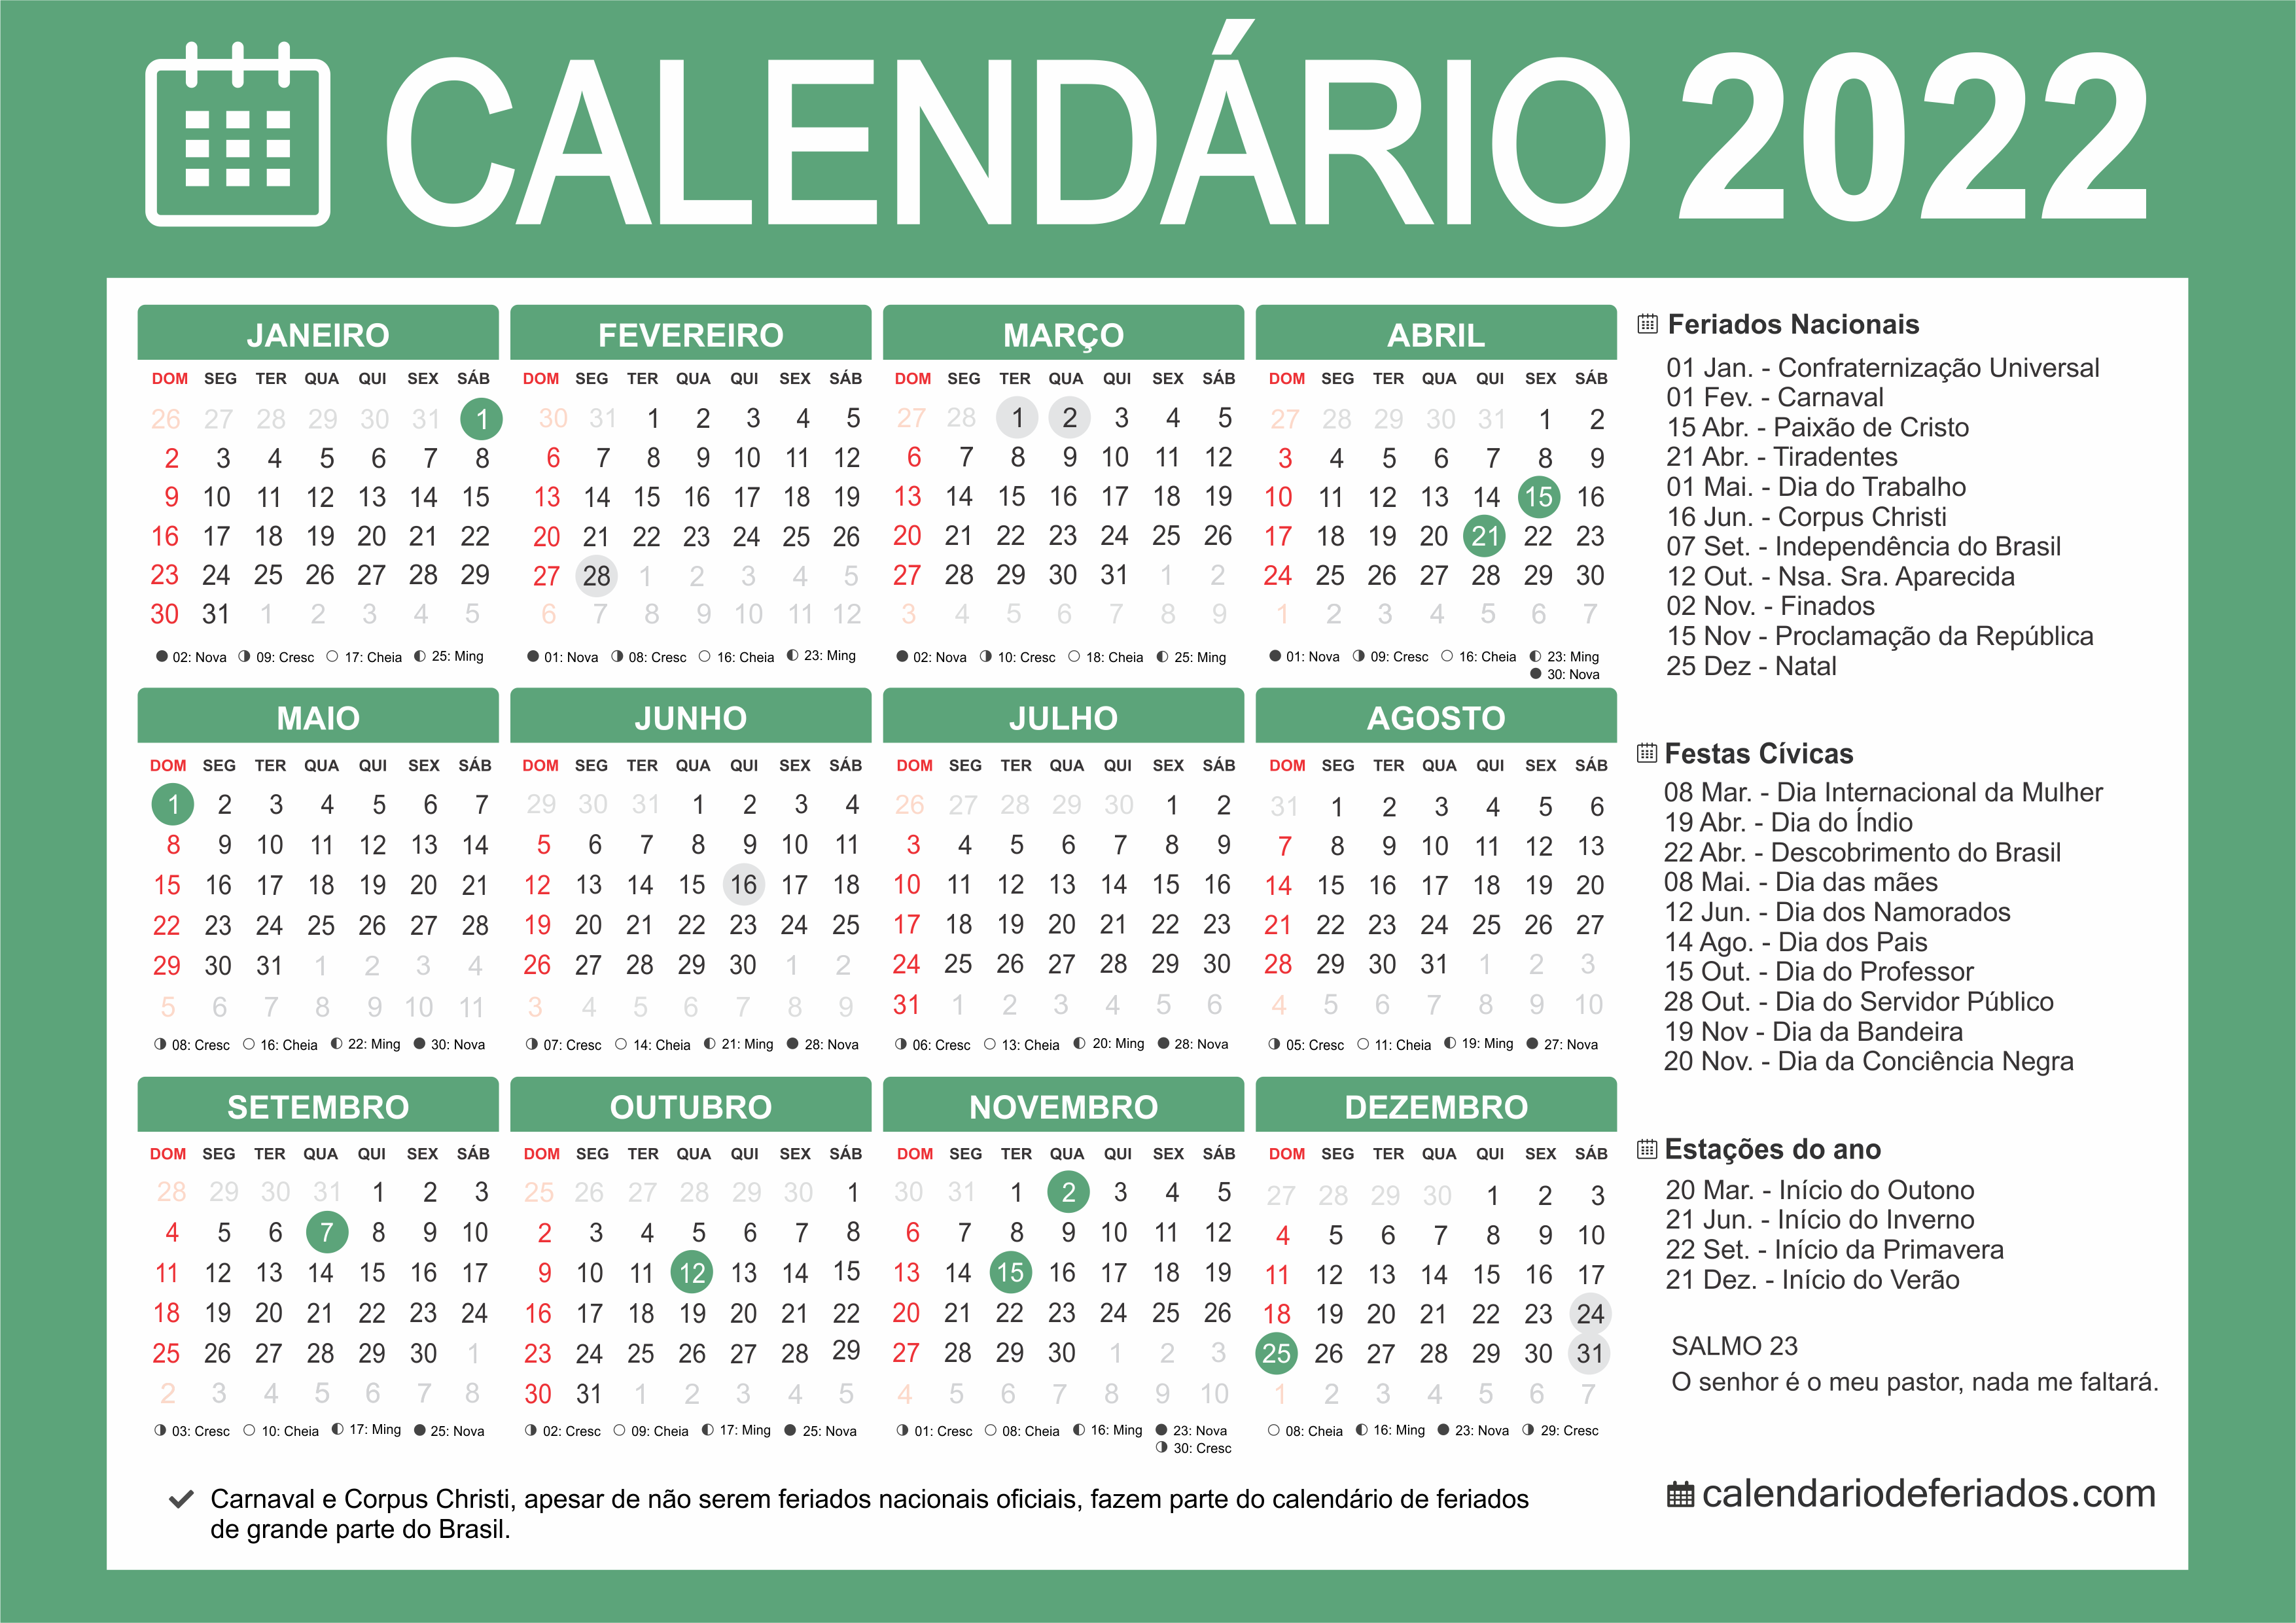 CALENDÁRIO 2022
JANEIRO
DOM SEG TER QUA QUI SEX SÁB
26 27 28 29 30 31 1
2 3 4 5 6 7 8
9 10 11 12 13 14 15
16 17 18 19 20 21 22
23 24 25 26 27 28 29
30 31 1 2 3 4 5
02: Nova 09: Cresc 17: Cheia 25: Ming
FEVEREIRO
DOM SEG TER QUA QUI SEX SÁB
30 31 1 2 3 4 5
6 7 8 9 10 11 12
13 14 15 16 17 18 19
20 21 22 23 24 25 26
27 28 1 2 3 4 5
6 7 8 9 10 11 12
01: Nova 08: Cresc 16: Cheia 23: Ming
MARÇO
DOM SEG TER QUA QUI SEX SÁB
27 28 1 2 3 4 5
6 7 8 9 10 11 12
13 14 15 16 17 18 19
20 21 22 23 24 25 26
27 28 29 30 31 1 2
3 4 5 6 7 8 9
02: Nova 10: Cresc 18: Cheia 25: Ming
ABRIL
DOM SEG TER QUA QUI SEX SÁB
27 28 29 30 31 1 2
3 4 5 6 7 8 9
10 11 12 13 14 15 16
17 18 19 20 21 22 23
24 25 26 27 28 29 30
1 2 3 4 5 6 7
01: Nova 09: Cresc 16: Cheia 23: Ming
30: Nova
MAIO
DOM SEG TER QUA QUI SEX SÁB
1 2 3 4 5 6 7
8 9 10 11 12 13 14
15 16 17 18 19 20 21
22 23 24 25 26 27 28
29 30 31 1 2 3 4
5 6 7 8 9 10 11
08: Cresc 16: Cheia 22: Ming 30: Nova
JUNHO
DOM SEG TER QUA QUI SEX SÁB
29 30 31 1 2 3 4
5 6 7 8 9 10 11
12 13 14 15 16 17 18
19 20 21 22 23 24 25
26 27 28 29 30 1 2
3 4 5 6 7 8 9
07: Cresc 14: Cheia 21: Ming 28: Nova
JULHO
DOM SEG TER QUA QUI SEX SÁB
26 27 28 29 30 1 2
3 4 5 6 7 8 9
10 11 12 13 14 15 16
17 18 19 20 21 22 23
24 25 26 27 28 29 30
31 1 2 3 4 5 6
06: Cresc 13: Cheia 20: Ming 28: Nova
AGOSTO
DOM SEG TER QUA QUI SEX SÁB
31 1 2 3 4 5 6
7 8 9 10 11 12 13
14 15 16 17 18 19 20
21 22 23 24 25 26 27
28 29 30 31 1 2 3
4 5 6 7 8 9 10
05: Cresc 11: Cheia 19: Ming 27: Nova
SETEMBRO
DOM SEG TER QUA QUI SEX SÁB
28 29 30 31 1 2 3
4 5 6 7 8 9 10
11 12 13 14 15 16 17
18 19 20 21 22 23 24
25 26 27 28 29 30 1
2 3 4 5 6 7 8
03: Cresc 10: Cheia 17: Ming 25: Nova
OUTUBRO
DOM SEG TER QUA QUI SEX SÁB
25 26 27 28 29 30 1
2 3 4 5 6 7 8
9 10 11 12 13 14 15
16 17 18 19 20 21 22
23 24 25 26 27 28 29
30 31 1 2 3 4 5
02: Cresc 09: Cheia 17: Ming 25: Nova
NOVEMBRO
DOM SEG TER QUA QUI SEX SÁB
30 31 1 2 3 4 5
6 7 8 9 10 11 12
13 14 15 16 17 18 19
20 21 22 23 24 25 26
27 28 29 30 1 2 3
4 5 6 7 8 9 10
01: Cresc 08: Cheia 16: Ming 23: Nova
30: Cresc
DEZEMBRO
DOM SEG TER QUA QUI SEX SÁB
27 28 29 30 1 2 3
4 5 6 7 8 9 10
11 12 13 14 15 16 17
18 19 20 21 22 23 24
25 26 27 28 29 30 31
1 2 3 4 5 6 7
08: Cheia 16: Ming 23: Nova 29: Cresc
Feriados Nacionais
01 Jan. - Confraternização Universal
01 Fev. - Carnaval
15 Abr. - Paixão de Cristo
21 Abr. - Tiradentes
01 Mai. - Dia do Trabalho
16 Jun. - Corpus Christi
07 Set. - Independência do Brasil
12 Out. - Nsa. Sra. Aparecida
02 Nov. - Finados
15 Nov - Proclamação da República
25 Dez - Natal
Festas Cívicas
08 Mar. - Dia Internacional da Mulher
19 Abr. - Dia do Índio
22 Abr. - Descobrimento do Brasil
08 Mai. - Dia das mães
12 Jun. - Dia dos Namorados
14 Ago. - Dia dos Pais
15 Out. - Dia do Professor
28 Out. - Dia do Servidor Público
19 Nov - Dia da Bandeira
20 Nov. - Dia da Conciência Negra
Estações do ano
20 Mar. - Início do Outono
21 Jun. - Início do Inverno
22 Set. - Início da Primavera
21 Dez. - Início do Verão
SALMO 23
O senhor é o meu pastor, nada me faltará.
Carnaval e Corpus Christi, apesar de não serem feriados nacionais oficiais, fazem parte do calendário de feriados
de grande parte do Brasil.
calendariodeferiados.com